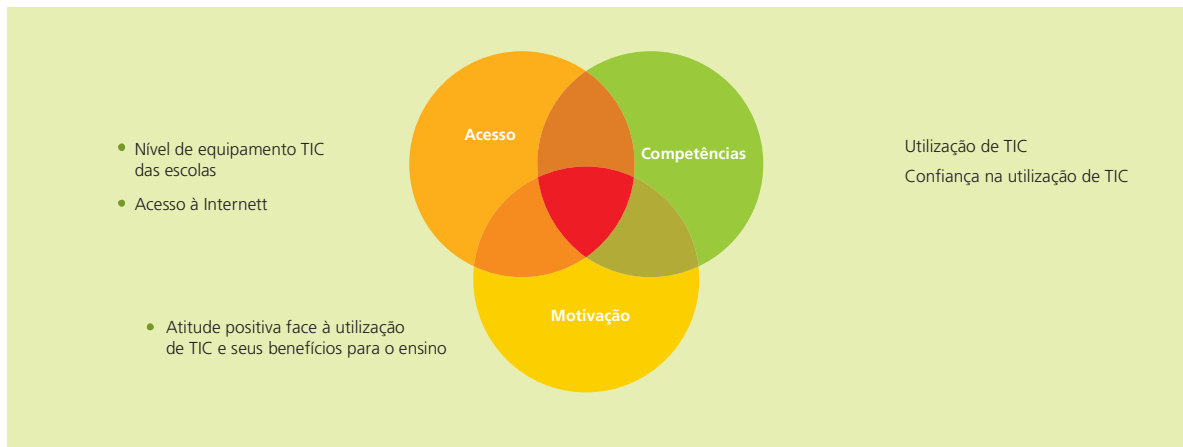 Acesso
Competências
Motivação
• Nível de equipamento TIC
das escolas
• Acesso à Internett
Utilização de TIC
Confiança na utilização de TIC
• Atitude positiva face à utilização
de TIC e seus benefícios para o ensino